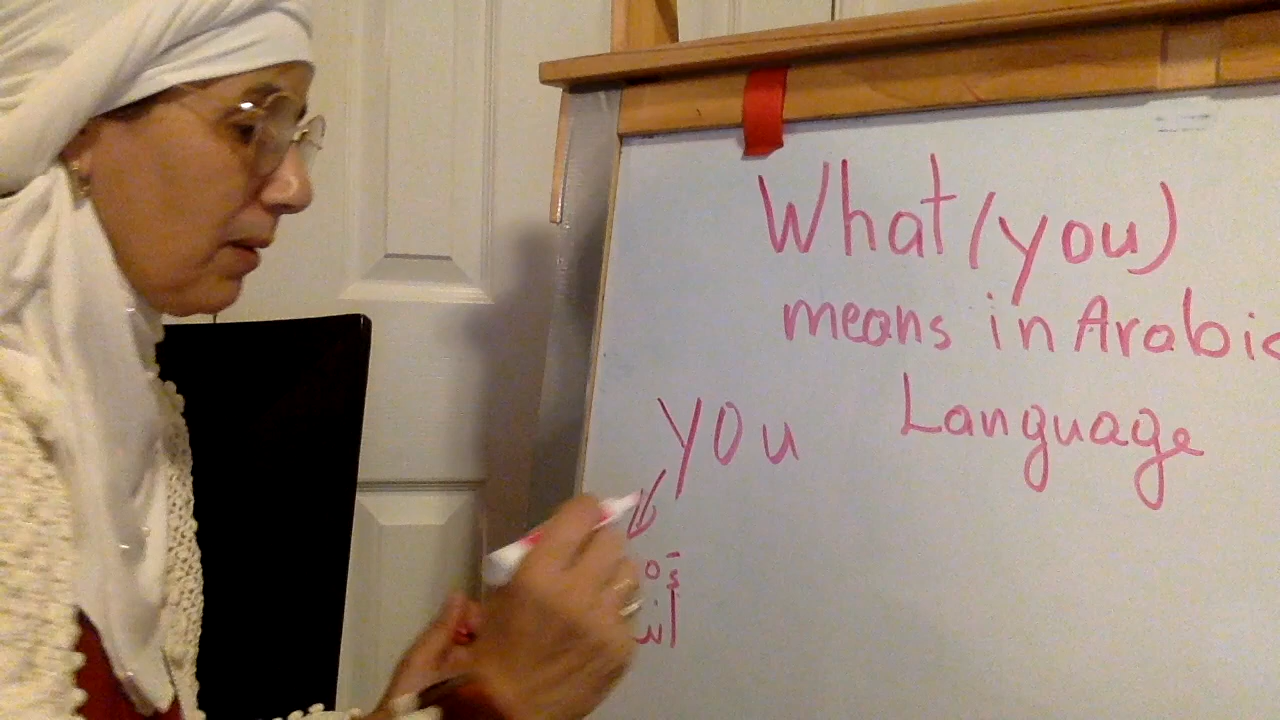 What (you)
means in Arabic
Language
you
أَنْـ